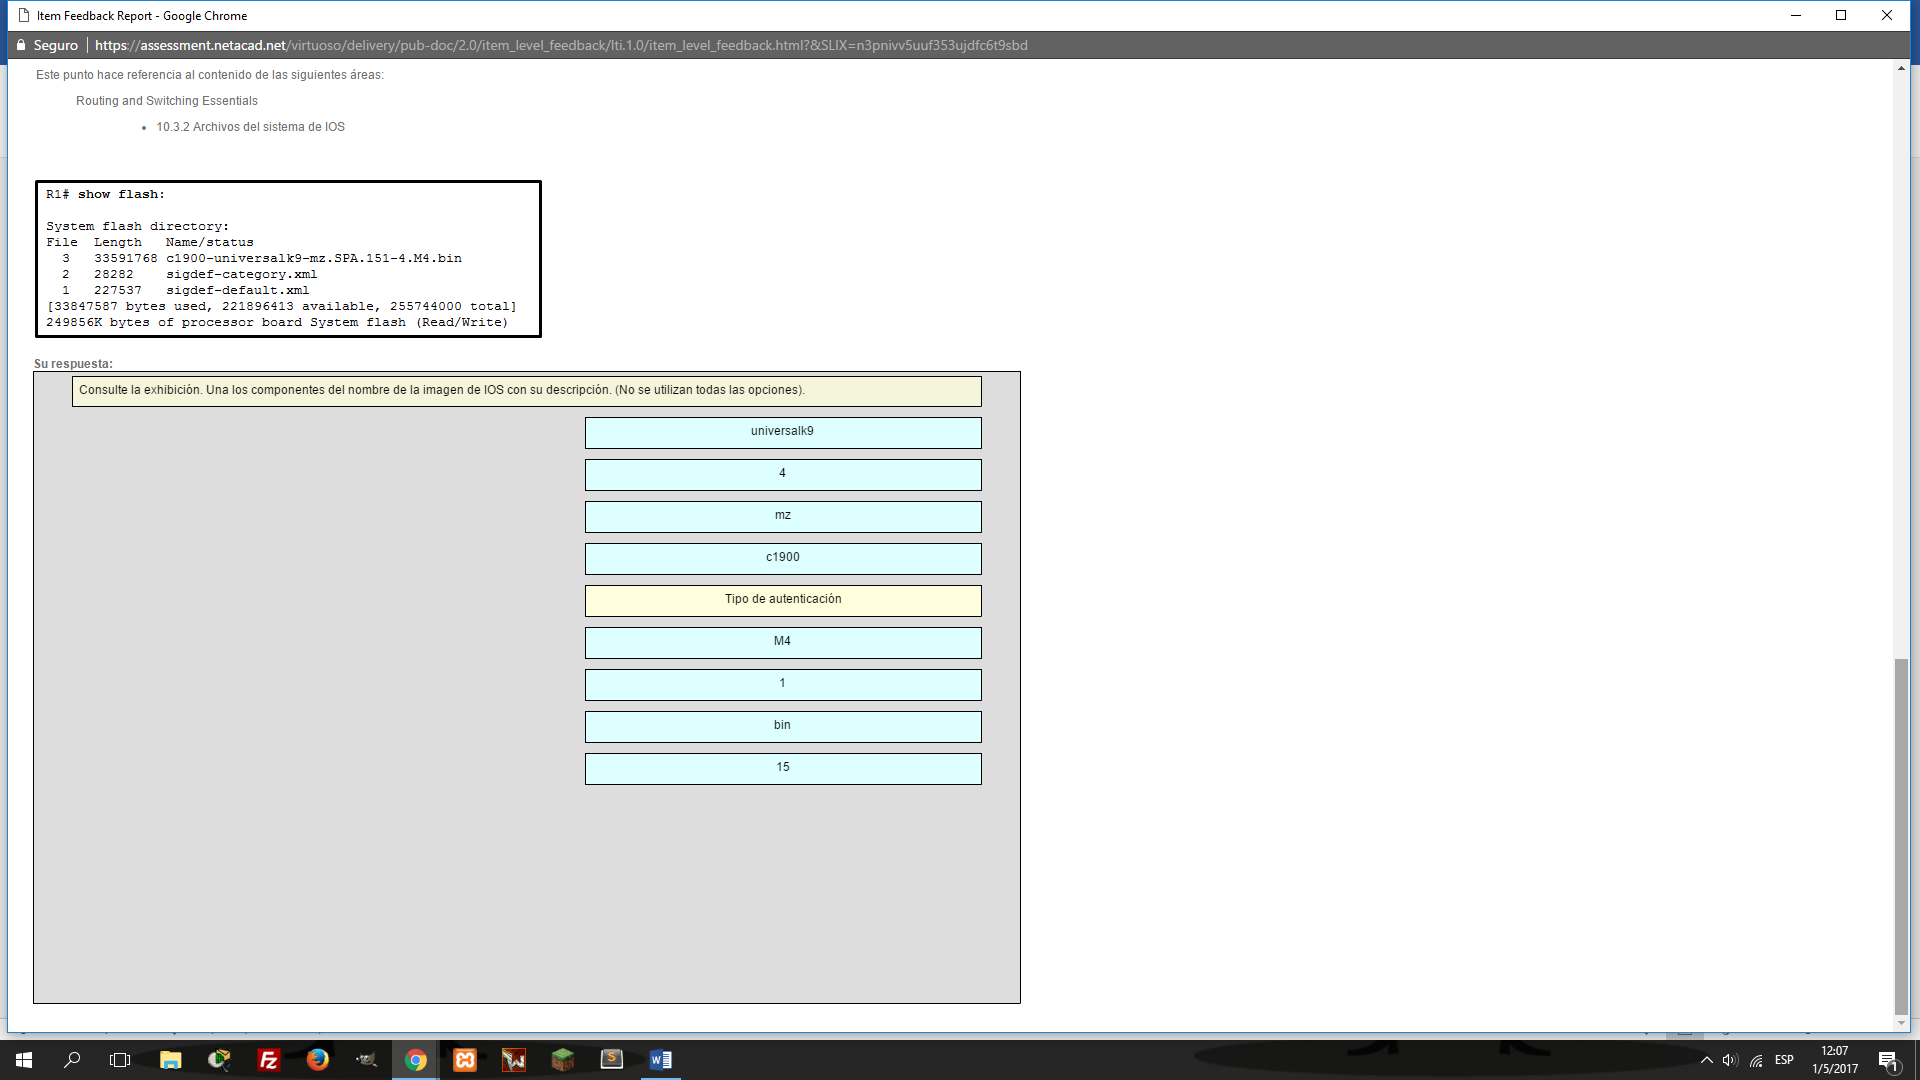 Item Feedback Report - Google Chrome
Seguro
https://assessment.netacad.net/virtuoso/delivery/pub-doc/2.0/item_level_feedback/lti.1.0/item_level_feedback.html?&SLIX=n3pnivv5uuf353ujdfc6t9sbd
Este punto hace referencia al contenido de las siguientes áreas:
Routing and Switching Essentials
• 10.3.2 Archivos del sistema de IOS
R1# show flash:
System flash directory:
File Length Name/status
3 33591768 c1900-universalk9-mz.SPA.151-4.M4.bin
2 28282 sigdef-category.xml
1 227537 sigdef-default.xml
[33847587 bytes used, 221896413 available, 255744000 total]
249856K bytes of processor board System flash (Read/Write)
Su respuesta:
Consulte la exhibición. Una los componentes del nombre de la imagen de IOS con su descripción. (No se utilizan todas las opciones).
universalk9
4
mz
c1900
Tipo de autenticación
M4
1
bin
15
ESP
12:07
1/5/2017
1